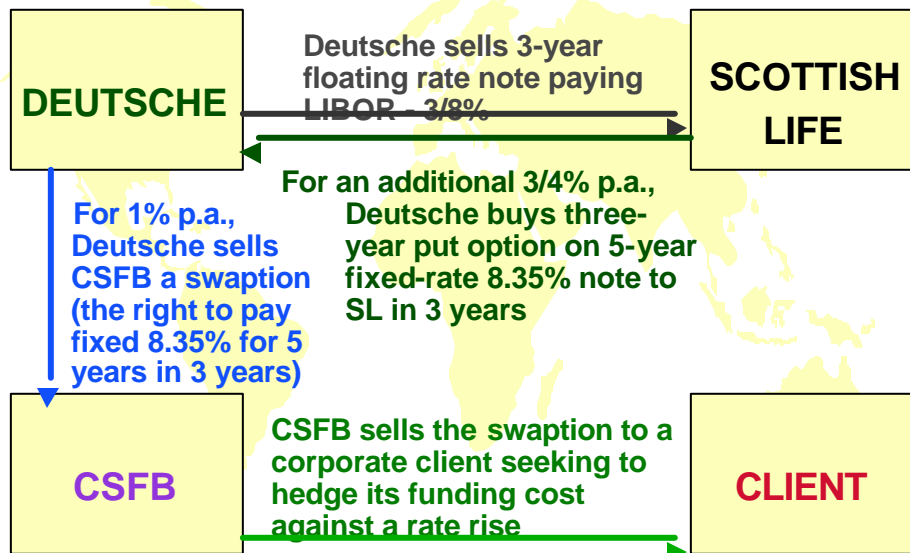 DEUTSCHE
Deutsche sells 3-year
floating rate note paying
LIBOR - 3/8%
SCOTTISH
LIFE
For an additional 3/4% p.a.,
Deutsche buys three-
year put option on 5-year
fixed-rate 8.35% note to
SL in 3 years
For 1% p.a.,
Deutsche sells
CSFB a swaption
(the right to pay
fixed 8.35% for 5
years in 3 years)
CSFB
CSFB sells the swaption to a
corporate client seeking to
hedge its funding cost
against a rate rise
CLIENT